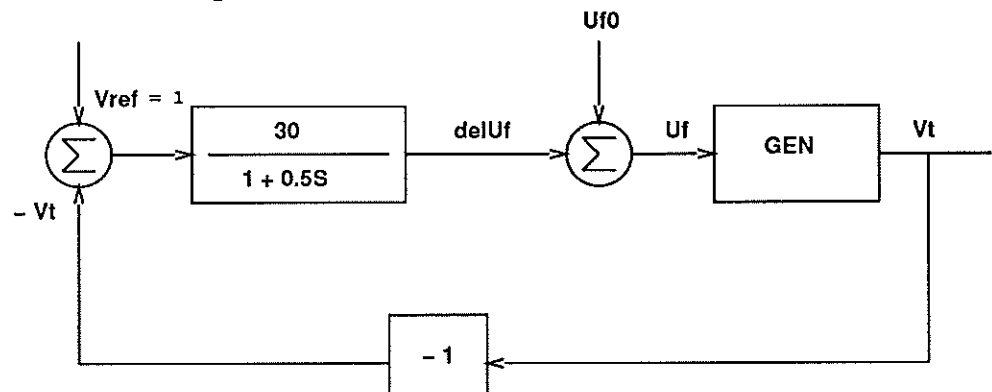 Uf0
Vref = 1
30
1 + 0.5S
delUf
Uf
GEN
Vt
Σ
Σ
– Vt
– 1